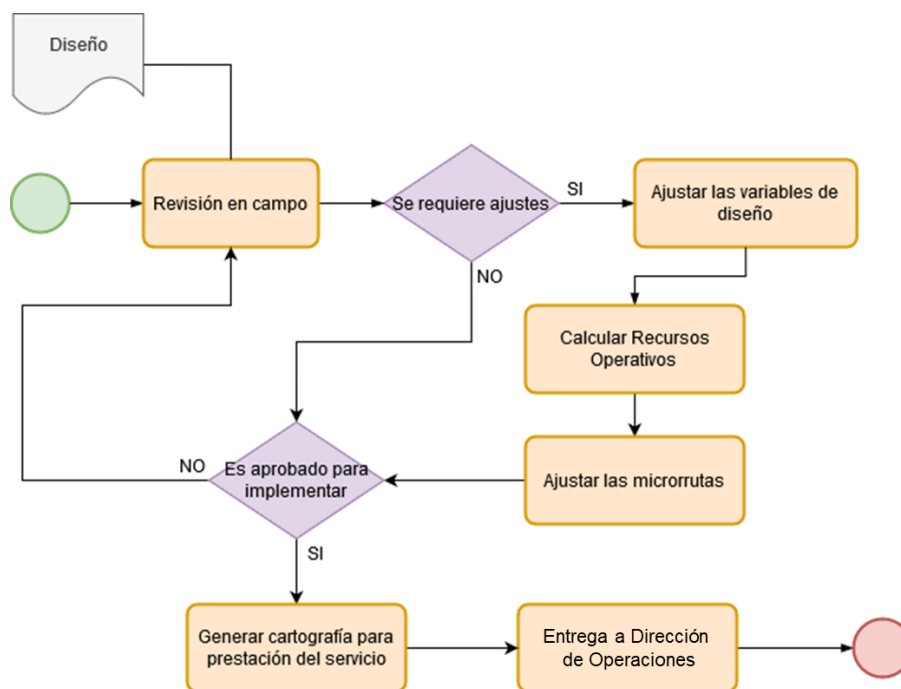 Diseño
Revisión en campo
Se requiere ajustes
SI
Ajustar las variables de
diseño
NO
Calcular Recursos
Operativos
Ajustar las microrrutas
NO
Es aprobado para
implementar
SI
Generar cartografía para
prestación del servicio
Entrega a Dirección
de Operaciones